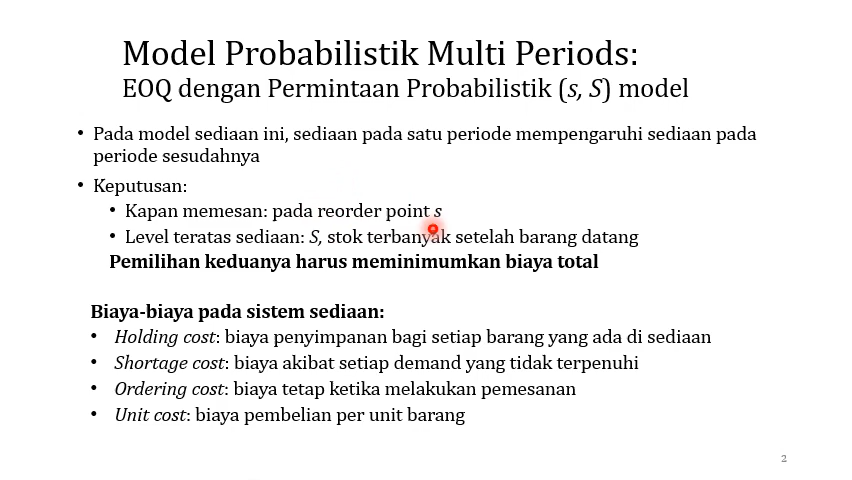 Model Probabilistik Multi Periods:
EOQ dengan Permintaan Probabilistik (s, S) model
• Pada model sediaan ini, sediaan pada satu periode mempengaruhi sediaan pada
periode sesudahnya
• Keputusan:
• Kapan memesan: pada reorder point s
• Level teratas sediaan: S, stok terbanyak setelah barang datang
Pemilihan keduanya harus meminimumkan biaya total
Biaya-biaya pada sistem sediaan:
• Holding cost: biaya penyimpanan bagi setiap barang yang ada di sediaan
• Shortage cost: biaya akibat setiap demand yang tidak terpenuhi
• Ordering cost: biaya tetap ketika melakukan pemesanan
• Unit cost: biaya pembelian per unit barang
2